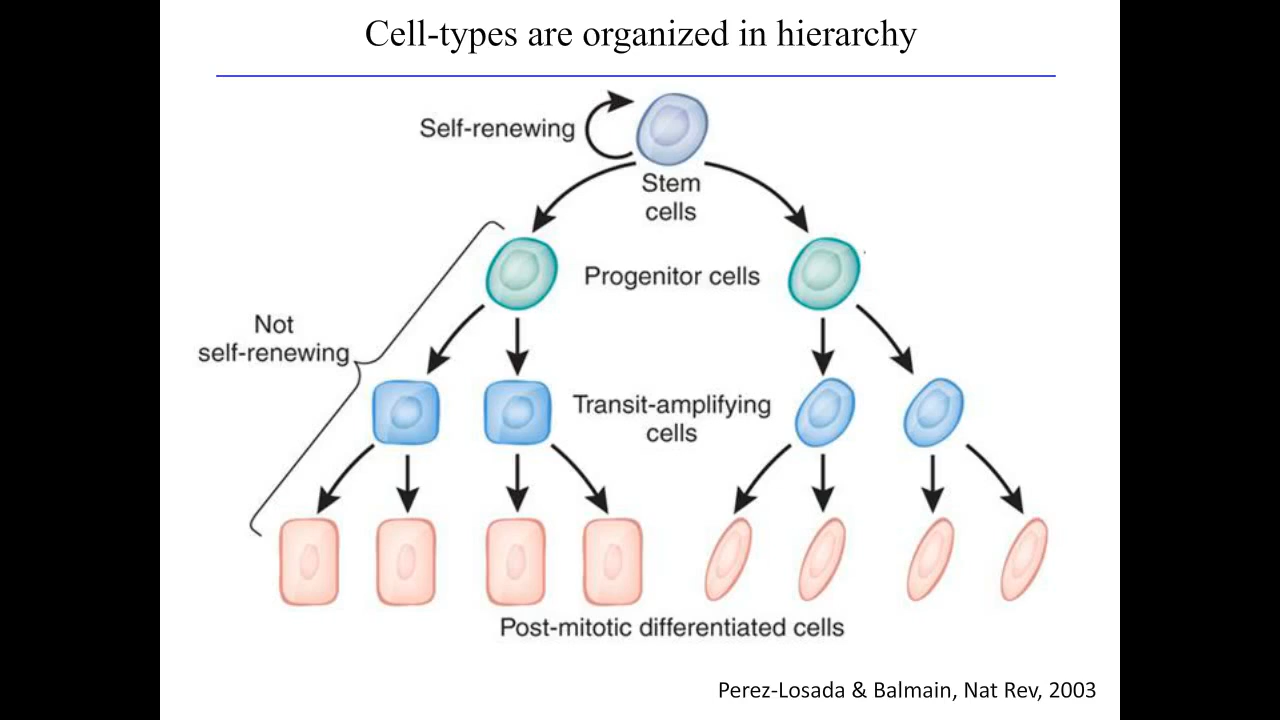 Cell-types are organized in hierarchy
Self-renewing
Stem
cells
Progenitor cells
Not
self-renewing
Transit-amplifying
cells
Post-mitotic differentiated cells
Perez-Losada & Balmain, Nat Rev, 2003